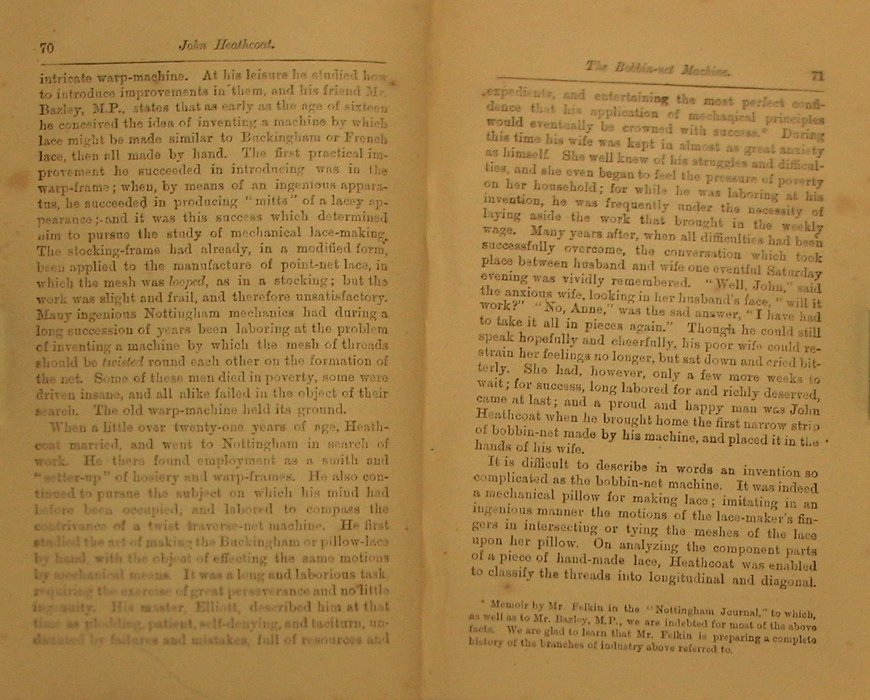 70
John Heathcoat.
intricate warp-machine. At his leisure he studied how
to introduce improvements in them, and his friend Mr.
Bazley, M.P., states that as early as the age of sixteen
he conceived the idea of inventing a machine by which
lace might be made similar to Buckingham or French
lace, then all made by hand. The first practical im-
provement he succeeded in introducing was in the
warp-frame; when, by means of an ingenious appara-
tus, he succeeded in producing "mitts" of a lacey ap-
pearance; and it was this success which determined
him to pursue the study of mechanical lace-making.
The stocking-frame had already, in a modified form,
been applied to the manufacture of point-net lace, in
which the mesh was looped, as in a stocking; but the
work was slight and frail, and therefore unsatisfactory.
Many ingenious Nottingham mechanics had during a
long succession of years been laboring at the problem
of inventing a machine by which the mesh of threads
should be twisted round each other on the formation of
the net. Some of these men died in poverty, some were
driven insane, and all alike failed in the object of their
search. The old warp-machine held its ground.
When a little over twenty-one years of age, Heath-
coat married, and went to Nottingham in search of
work. He there found employment as a smith and
"setter-up" of hosiery and warp-frames. He also con-
tinued to pursue the subject on which his mind had
before been occupied, and labored to compass the
contrivance of a twist traverse-net machine. He first
studied the art of making the Buckingham or pillow-lace
by hand, with the object of effecting the same motions
by mechanical means. It was a long and laborious task,
requiring the exercise of great perseverance and no little
ingenuity. His master, Elliott, described him at that
time as plodding, patient, self-denying, and taciturn, un-
daunted by failures and mistakes, full of resources and
The Bobbin-net Machine.
71
expedients, and entertaining the most perfect confi-
dence that his application of mechanical principles
would eventually be crowned with success.* During
this time his wife was kept in almost as great anxiety
as himself. She well knew of his struggles and difficul-
ties, and she even began to feel the pressure of poverty
on her household; for while he was laboring at his
invention, he was frequently under the necessity of
laying aside the work that brought in the weekly
wage. Many years after, when all difficulties had been
successfully overcome, the conversation which took
place between husband and wife one eventful Saturday
evening was vividly remembered. "Well, John," said
the anxious wife, looking in her husband's face, "will it
work?" "No, Anne," was the sad answer, "I have had
to take it all in pieces again." Though he could still
speak hopefully and cheerfully, his poor wife could re-
strain her feelings no longer, but sat down and cried bit-
terly. She had, however, only a few more weeks to
wait; for success, long labored for and richly deserved,
came at last; and a proud and happy man was John
Heathcoat when he brought home the first narrow strip
of bobbin-net made by his machine, and placed it in the
hands of his wife.
It is difficult to describe in words an invention so
complicated as the bobbin-net machine. It was indeed
a mechanical pillow for making lace; imitating in an
ingenious manner the motions of the lace-maker's fin-
gers in intersecting or tying the meshes of the lace
upon her pillow. On analyzing the component parts
of a piece of hand-made lace, Heathcoat was enabled
to classify the threads into longitudinal and diagonal.
* Memoir by Mr. Felkin in the "Nottingham Journal," to which,
as well as to Mr. Bazley, M.P., we are indebted for most of the above
facts. We are glad to learn that Mr. Felkin is preparing a complete
history of the branches of industry above referred to.